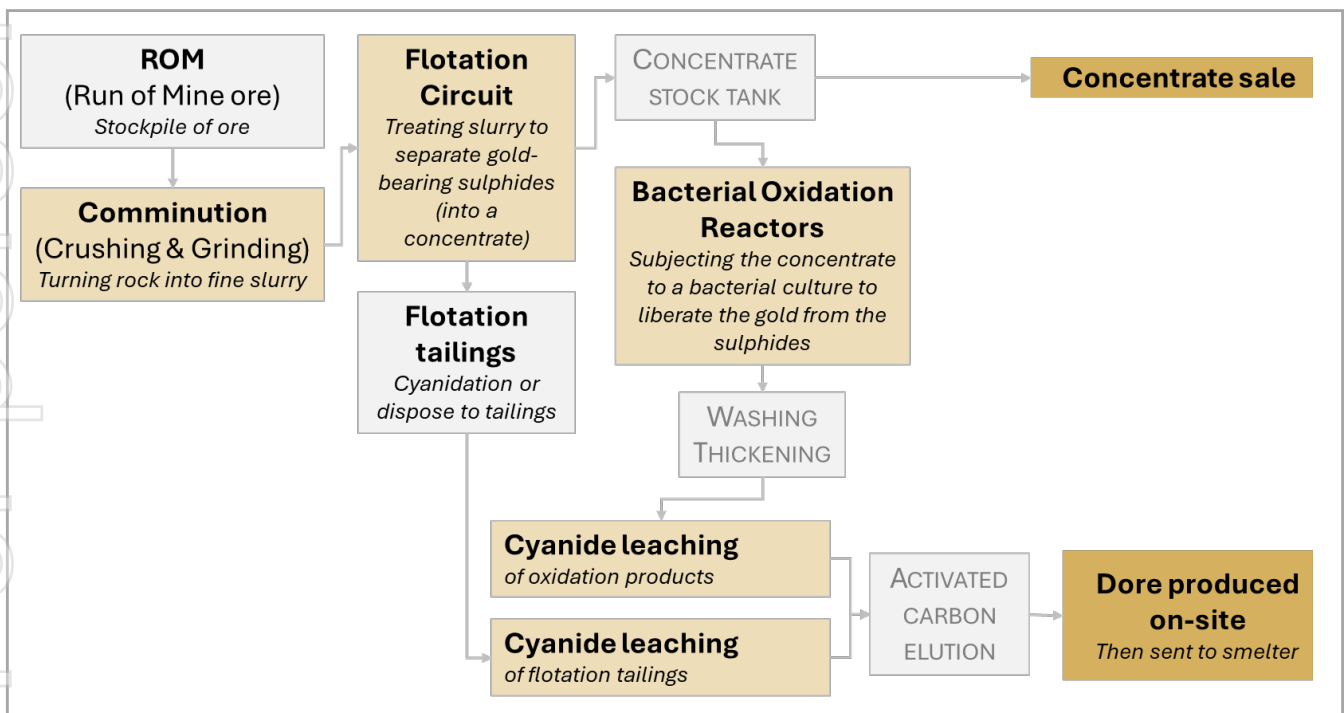 ROM
(Run of Mine ore)
Stockpile of ore
Comminution
(Crushing & Grinding)
Turning rock into fine slurry
Flotation
Circuit
Treating slurry to
separate gold-
bearing sulphides
(into a
concentrate)
Flotation
tailings
Cyanidation or
dispose to tailings
CONCENTRATE
STOCK TANK
Concentrate sale
Bacterial Oxidation
Reactors
Subjecting the concentrate
to a bacterial culture to
liberate the gold from the
sulphides
WASHING
THICKENING
Cyanide leaching
of oxidation products
Cyanide leaching
of flotation tailings
ACTIVATED
CARBON
ELUTION
Dore produced
on-site
Then sent to smelter